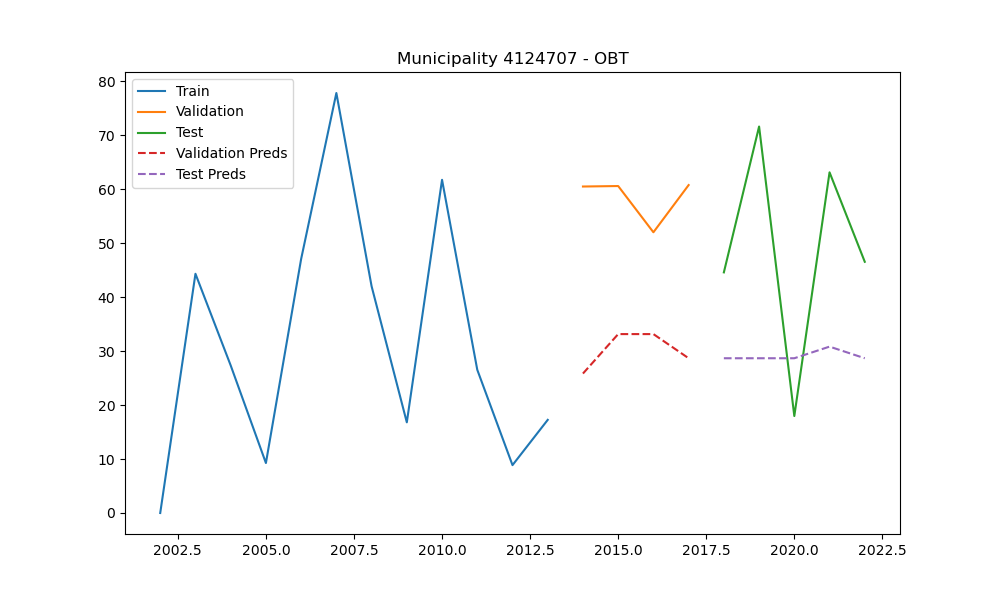 Municipality 4124707 - OBT
Train
Validation
Test
Validation Preds
Test Preds
80
70
60
50
40
30
20
10
0
2002.5 2005.0 2007.5 2010.0 2012.5 2015.0 2017.5 2020.0 2022.5